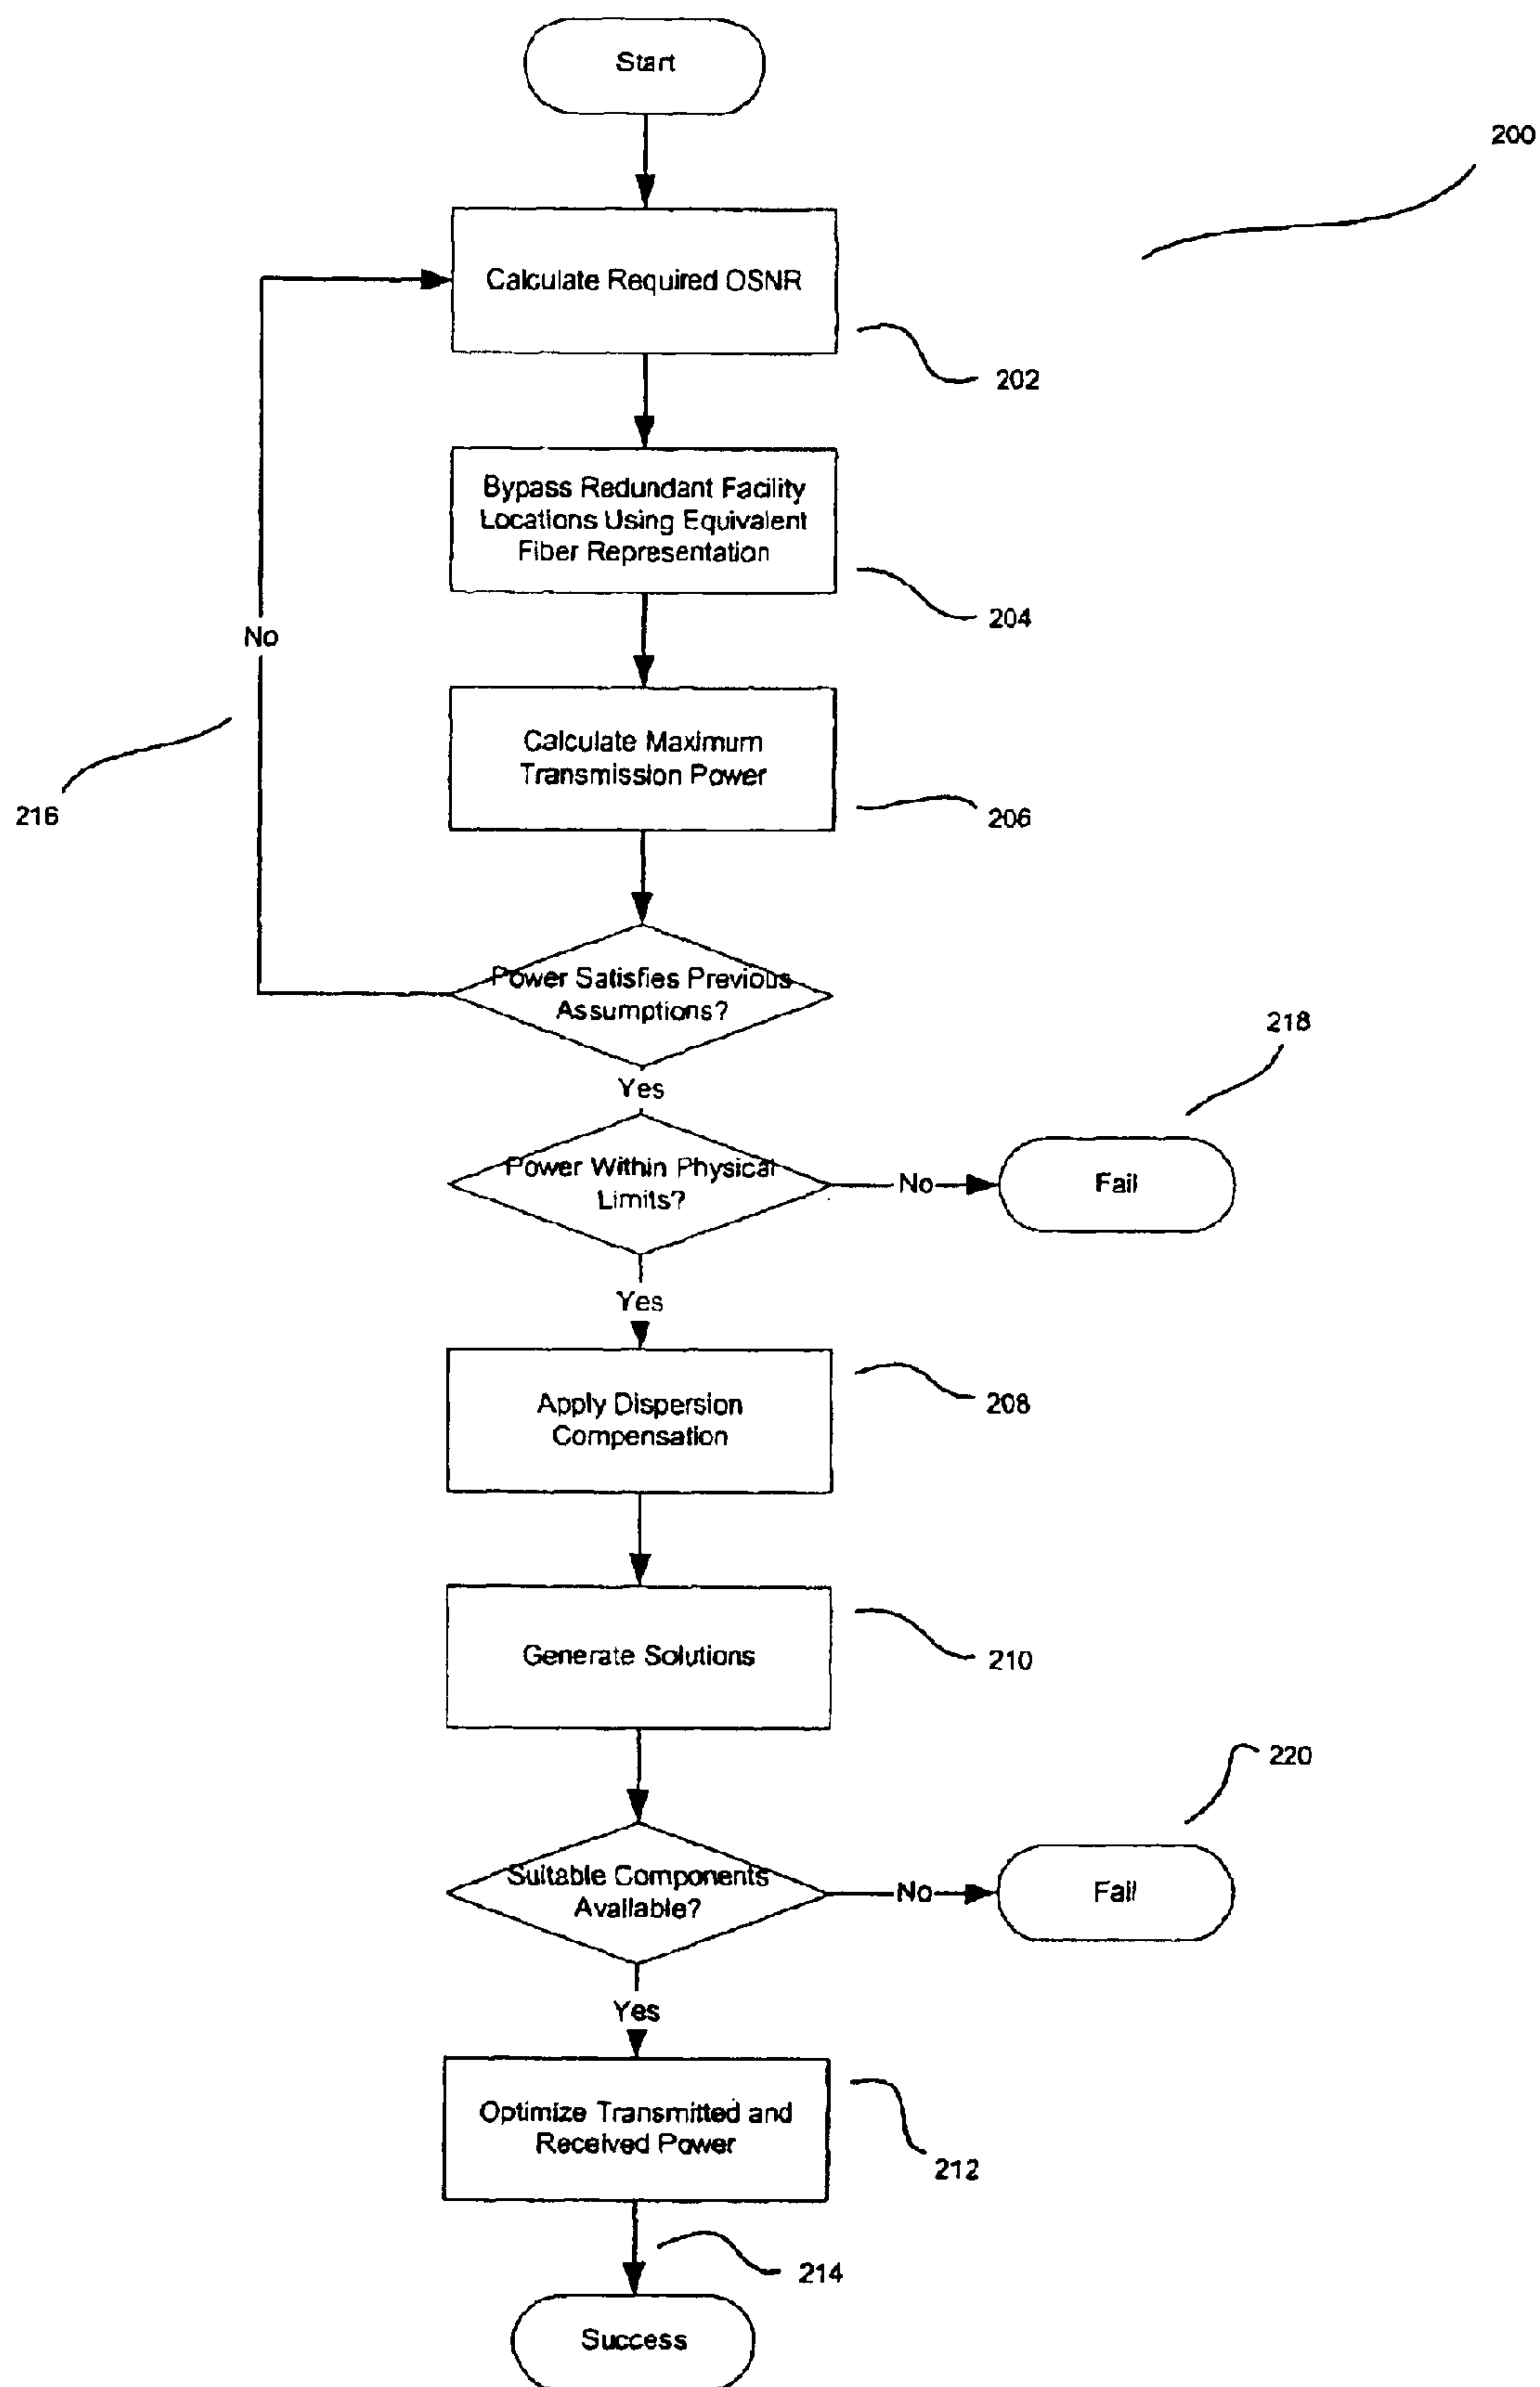 Start
200
Calculate Required OSNR
202
Bypass Redundant Facility
Locations Using Equivalent
Fiber Representation
204
No
Calculate Maximum
Transmission Power
216
206
Power Satisfies Previous
Assumptions?
218
Yes
Power Within Physical
Limits?
No
Fail
Yes
208
Apply Dispersion
Compensation
Generate Solutions
210
220
Suitable Components
Available?
No
Fail
Yes
Optimize Transmitted and
Received Power
212
214
Success